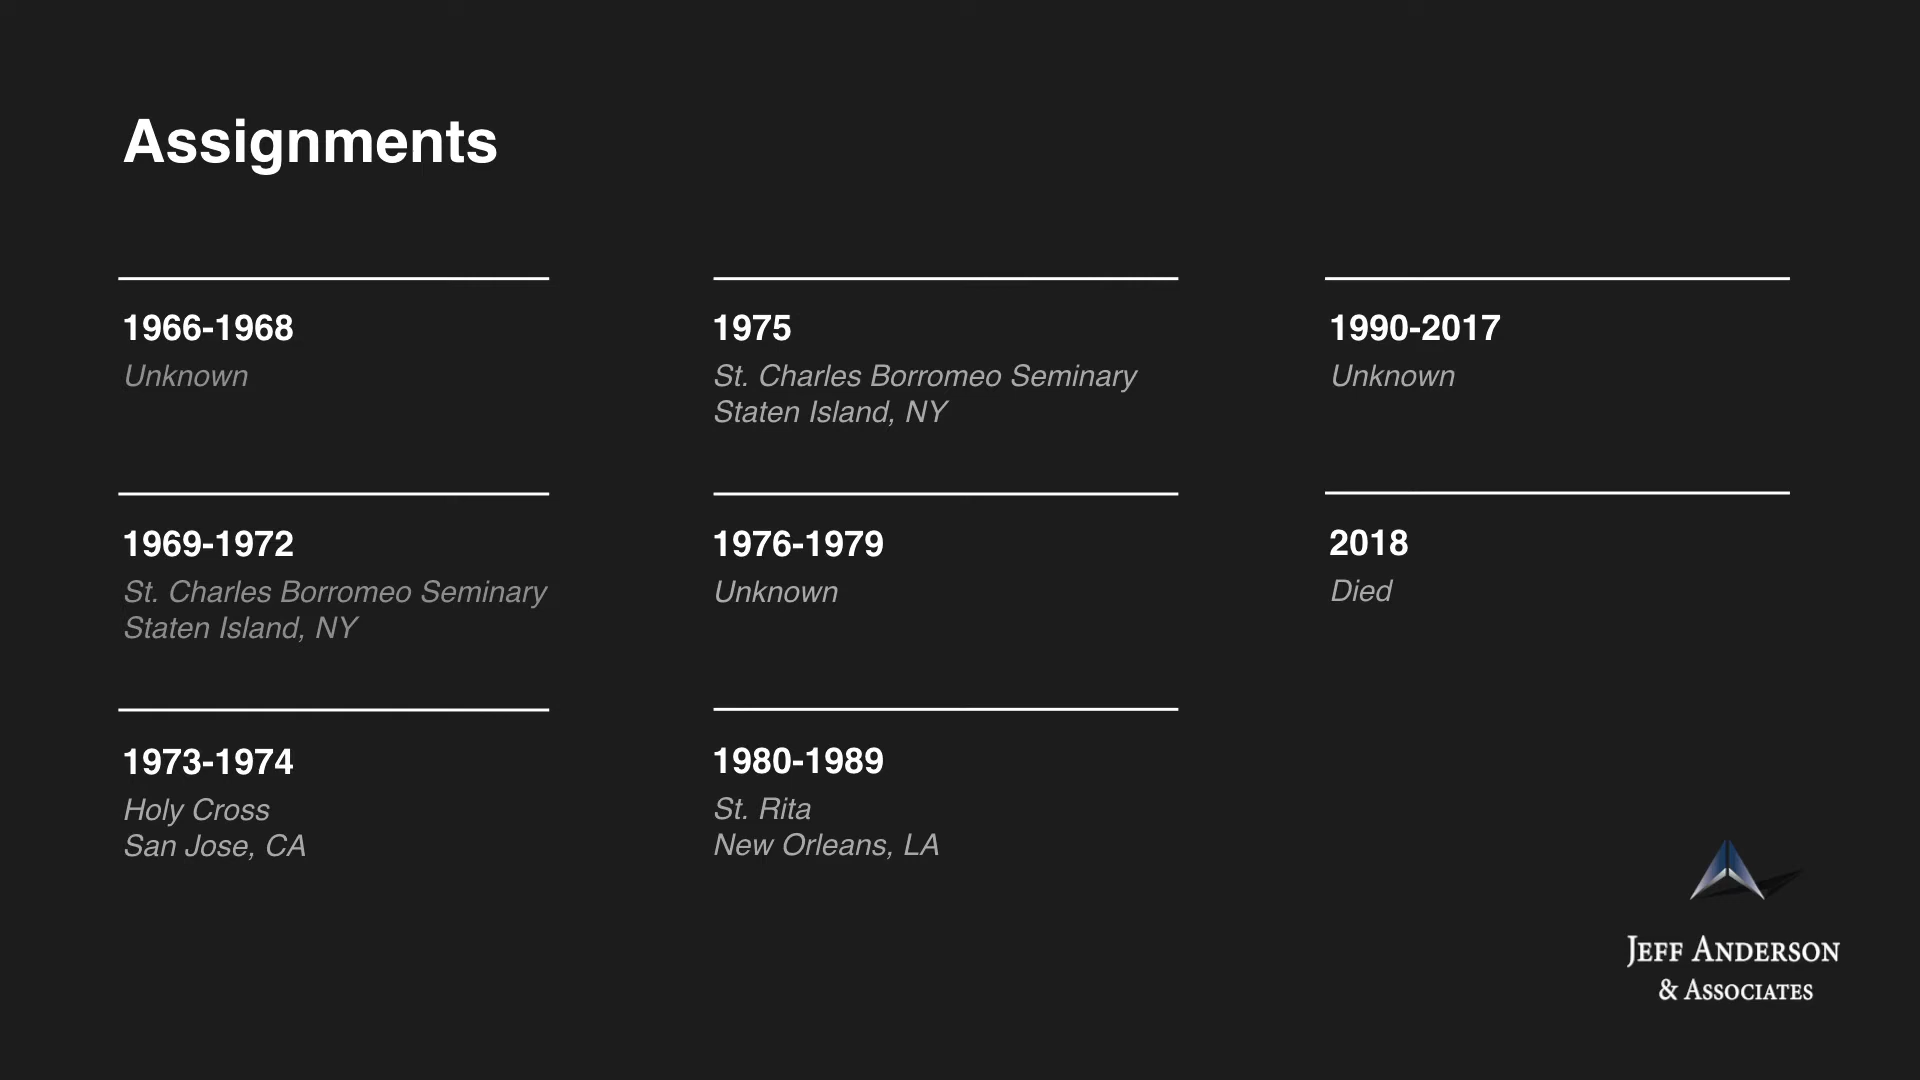 Assignments
1966-1968
Unknown
1969-1972
St. Charles Borromeo Seminary
Staten Island, NY
1973-1974
Holy Cross
San Jose, CA
1975
St. Charles Borromeo Seminary
Staten Island, NY
1976-1979
Unknown
1980-1989
St. Rita
New Orleans, LA
1990-2017
Unknown
2018
Died
JEFF ANDERSON
& ASSOCIATES